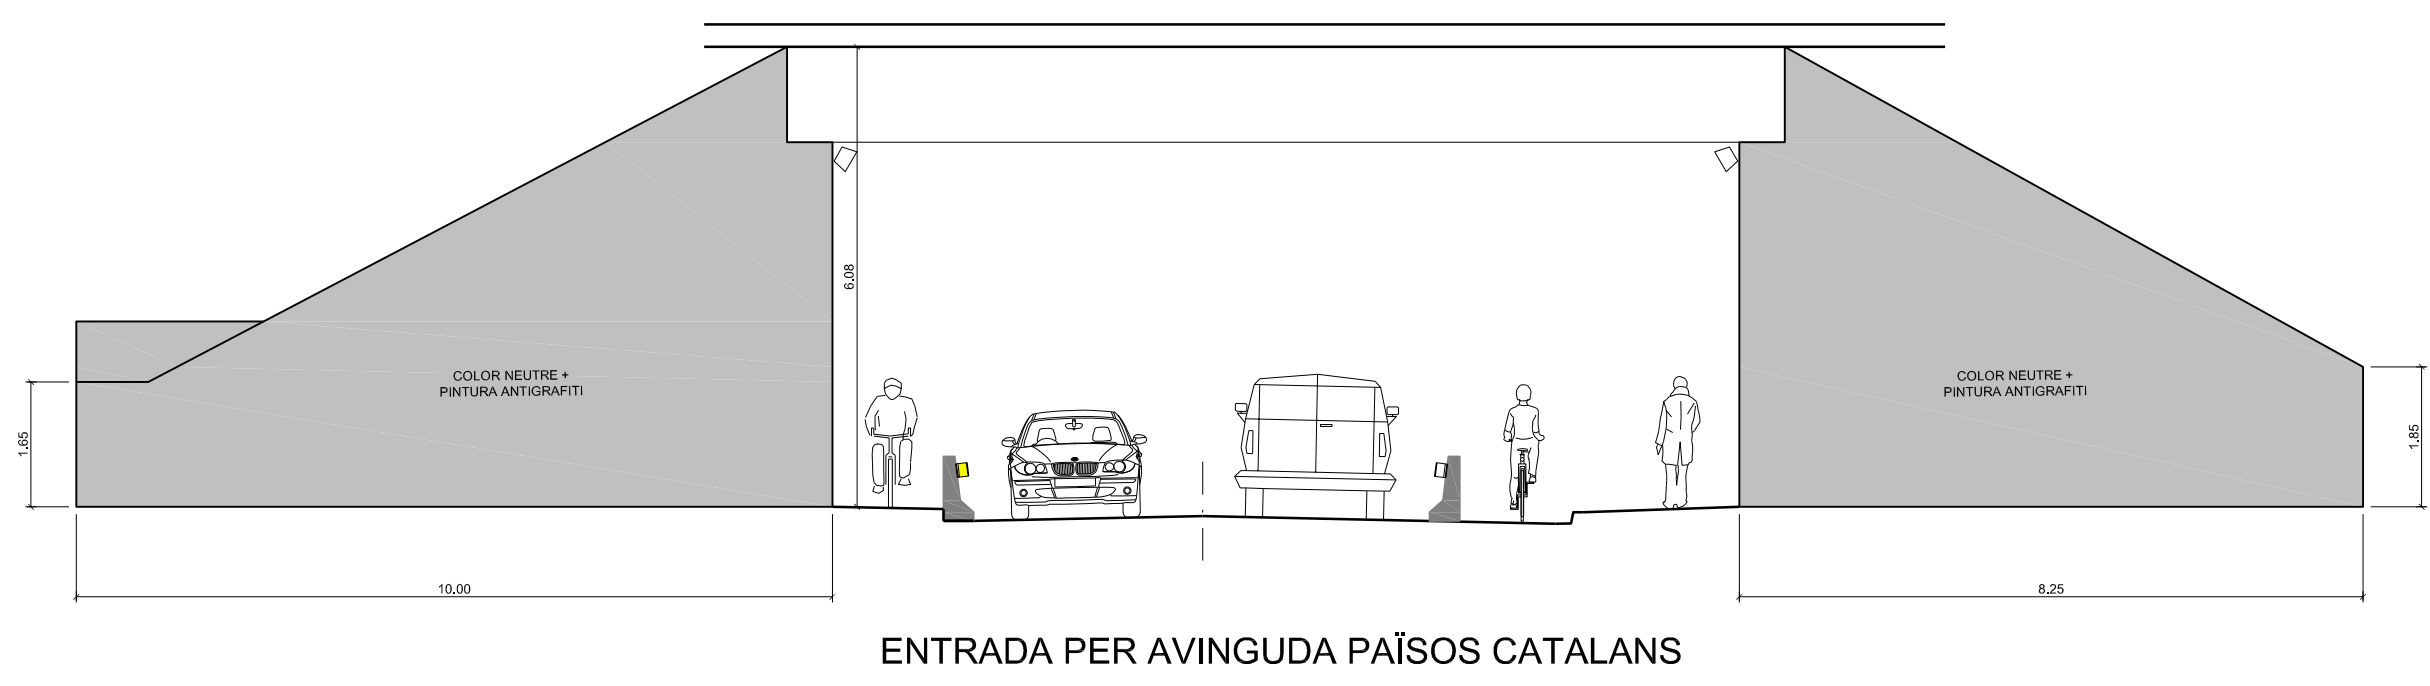 6.08
COLOR NEUTRE +
PINTURA ANTIGRAFITI
COLOR NEUTRE +
PINTURA ANTIGRAFITI
1.65
1.85
10.00
8.25
ENTRADA PER AVINGUDA PAÏSOS CATALANS